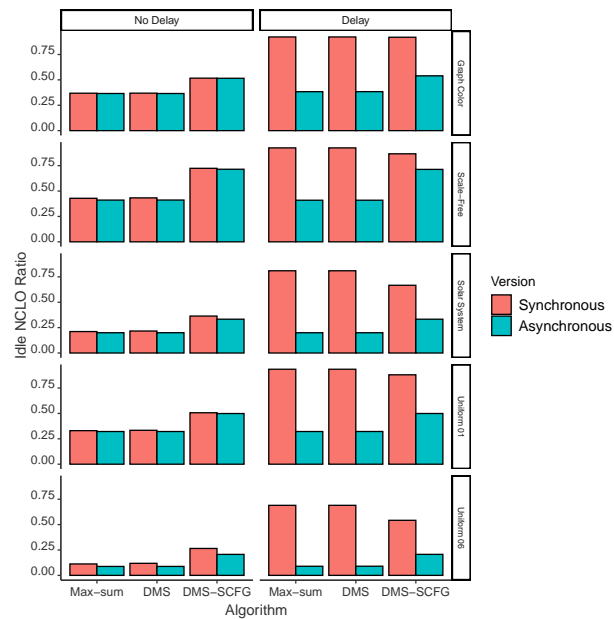 No Delay Delay
0.75
0.50
0.25
0.00
Graph Color
0.75
0.50
0.25
0.00
Scale−Free
0.75
0.50
0.25
0.00
Solar System
0.75
0.50
0.25
0.00
Uniform 01
0.75
0.50
0.25
0.00
Uniform 06
Idle NCLO Ratio
Max−sum DMS DMS−SCFG Max−sum DMS DMS−SCFG
Algorithm
Version
Synchronous
Asynchronous